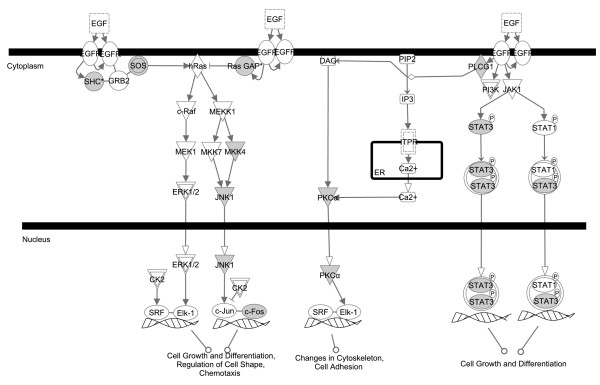 EGF
EGF
EGF
EGFR EGFR
EGFR EGFR
EGFR EGFR
Cytoplasm
SHC*
GRB2
SOS
Ras GAP*
DAG
PIP2
PLCG1
PI3K
JAK1
c-Raf
MEKK1
IP3
ITPR
MEK1
MKK7
MKK4
STAT3
P
STAT1
P
ER
Ca2+
STAT3
P
STAT3
P
STAT1
P
STAT3
P
ERK1/2
JNK1
PKCα
Ca2+
Nucleus
ERK1/2
JNK1
PKCα
CK2
CK2
STAT3
P
STAT3
P
STAT1
P
STAT3
P
SRF
Elk-1
c-Jun
c-Fos
SRF
Elk-1
Cell Growth and Differentiation,
Regulation of Cell Shape,
Chemotaxis
Changes in Cytoskeleton,
Cell Adhesion
Cell Growth and Differentiation